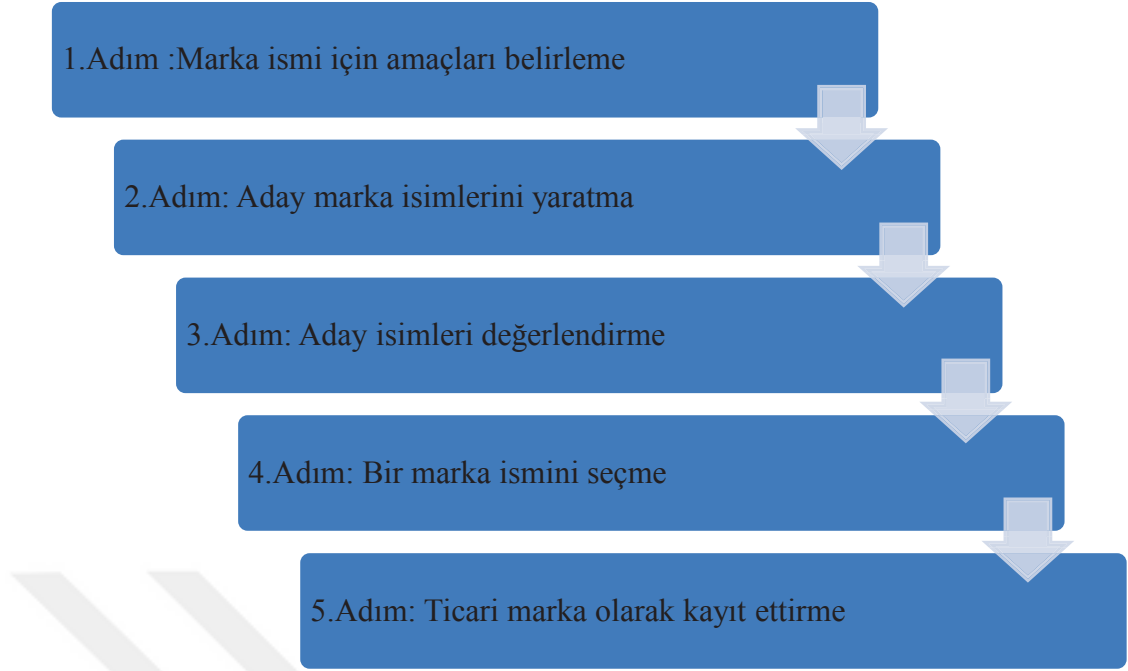 1.Adım :Marka ismi için amaçları belirleme
2.Adım: Aday marka isimlerini yaratma
3.Adım: Aday isimleri değerlendirme
4.Adım: Bir marka ismini seçme
5.Adım: Ticari marka olarak kayıt ettirme